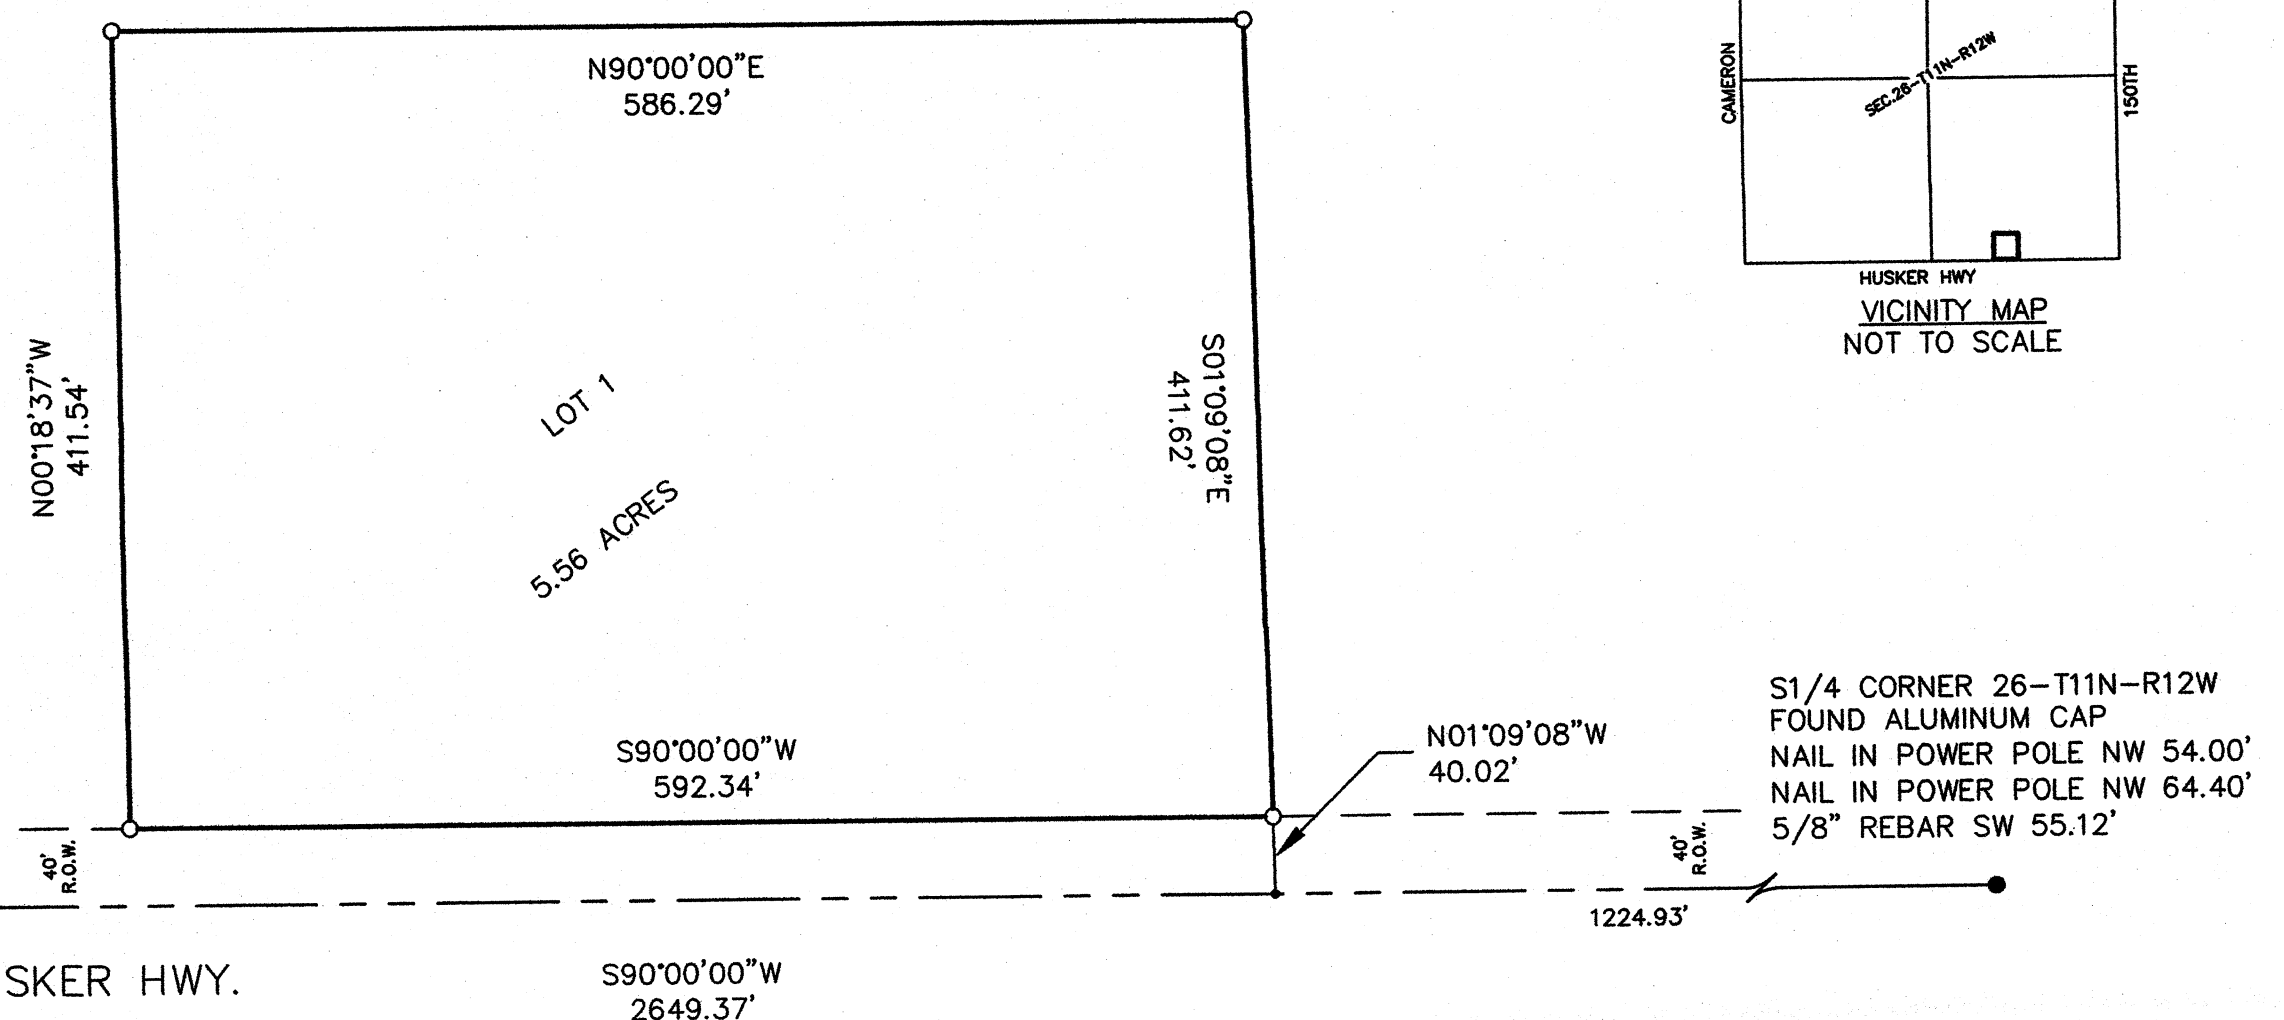 N90°00'00"E
586.29'
N00°18'37"W
411.54'
LOT 1
5.56 ACRES
S01°09'08"E
411.62'
S90°00'00"W
592.34'
N01°09'08"W
40.02'
40'
R.O.W.
40'
R.O.W.
1224.93'
SKER HWY.
S90°00'00"W
2649.37'
CAMERON
SEC.26-T11N-R12W
150TH
HUSKER HWY
VICINITY MAP
NOT TO SCALE
S1/4 CORNER 26-T11N-R12W
FOUND ALUMINUM CAP
NAIL IN POWER POLE NW 54.00'
NAIL IN POWER POLE NW 64.40'
5/8" REBAR SW 55.12'